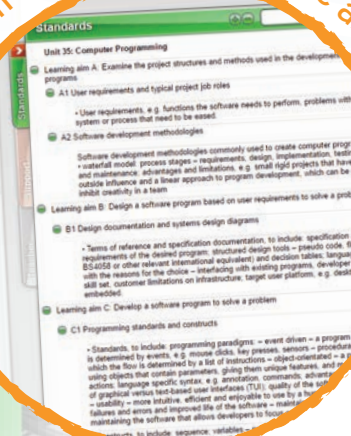 Standards
Standards
Unit 35: Computer Programming
Learning aim A: Examine the project structures and methods used in the development
programs
A1 User requirements and typical project job roles
• User requirements, e.g. functions the software needs to perform, problems with
system or process that need to be eased.
A2 Software development methodologies
Software development methodologies commonly used to create computer progr
• waterfall model: process stages – requirements, design, implementation, testin
and maintenance: advantages and limitations, e.g. small rigid projects that have
outside influence and a linear approach to program development, which can be
inhibit creativity in a team
Learning aim B: Design a software program based on user requirements to solve a prob
B1 Design documentation and systems design diagrams
• Terms of reference and specification documentation, to include: specification
requirements of the desired program, structured design tools – pseudo code, fl
BS4058 or other relevant international equivalent) and decision tables; languag
with the reasons for the choice – interfacing with existing programs, developer
skill set, customer limitations on infrastructure, target user platform, e.g. deskt
embedded.
Learning aim C: Develop a software program to solve a problem
C1 Programming standards and constructs
• Standards, to include: programming paradigms: – event driven – a program
is determined by events, e.g. mouse clicks, key presses, sensors – procedura
which the flow is determined by a list of instructions – object-orientated – a p
using objects that contain parameters, giving them unique features, and m
actions; language specific syntax, e.g. annotation, commands, advanta
of graphical versus text-based user interfaces (TUI); quality of the sof
– usability – more intuitive, efficient and enjoyable to use by a hu
failures and errors and improved life of the software – maintai
maintaining the software that allows developers to focus
to include: sequence; variables –